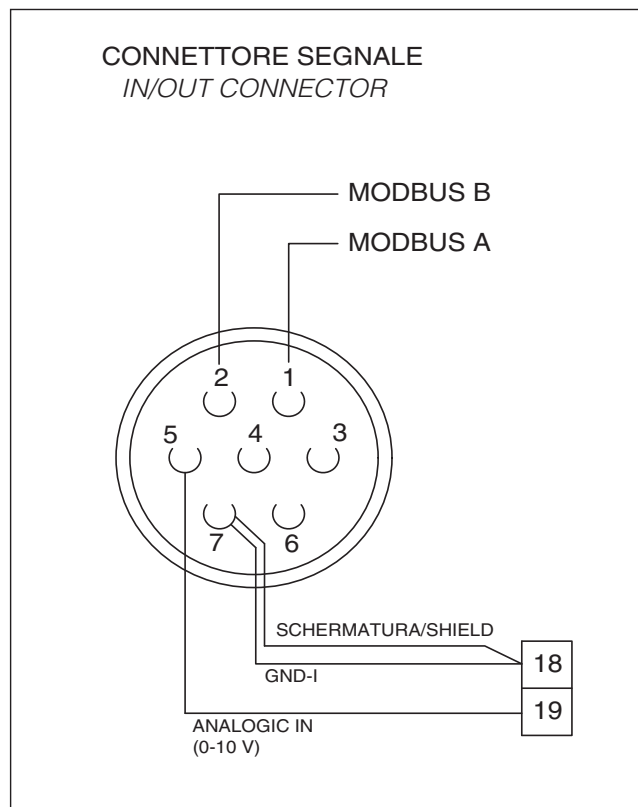 CONNETTORE SEGNALE
IN/OUT CONNECTOR
MODBUS B
MODBUS A
2 1
5 4 3
7 6
SCHERMATURA/SHIELD
18
GND-I
19
ANALOGIC IN
(0-10 V)